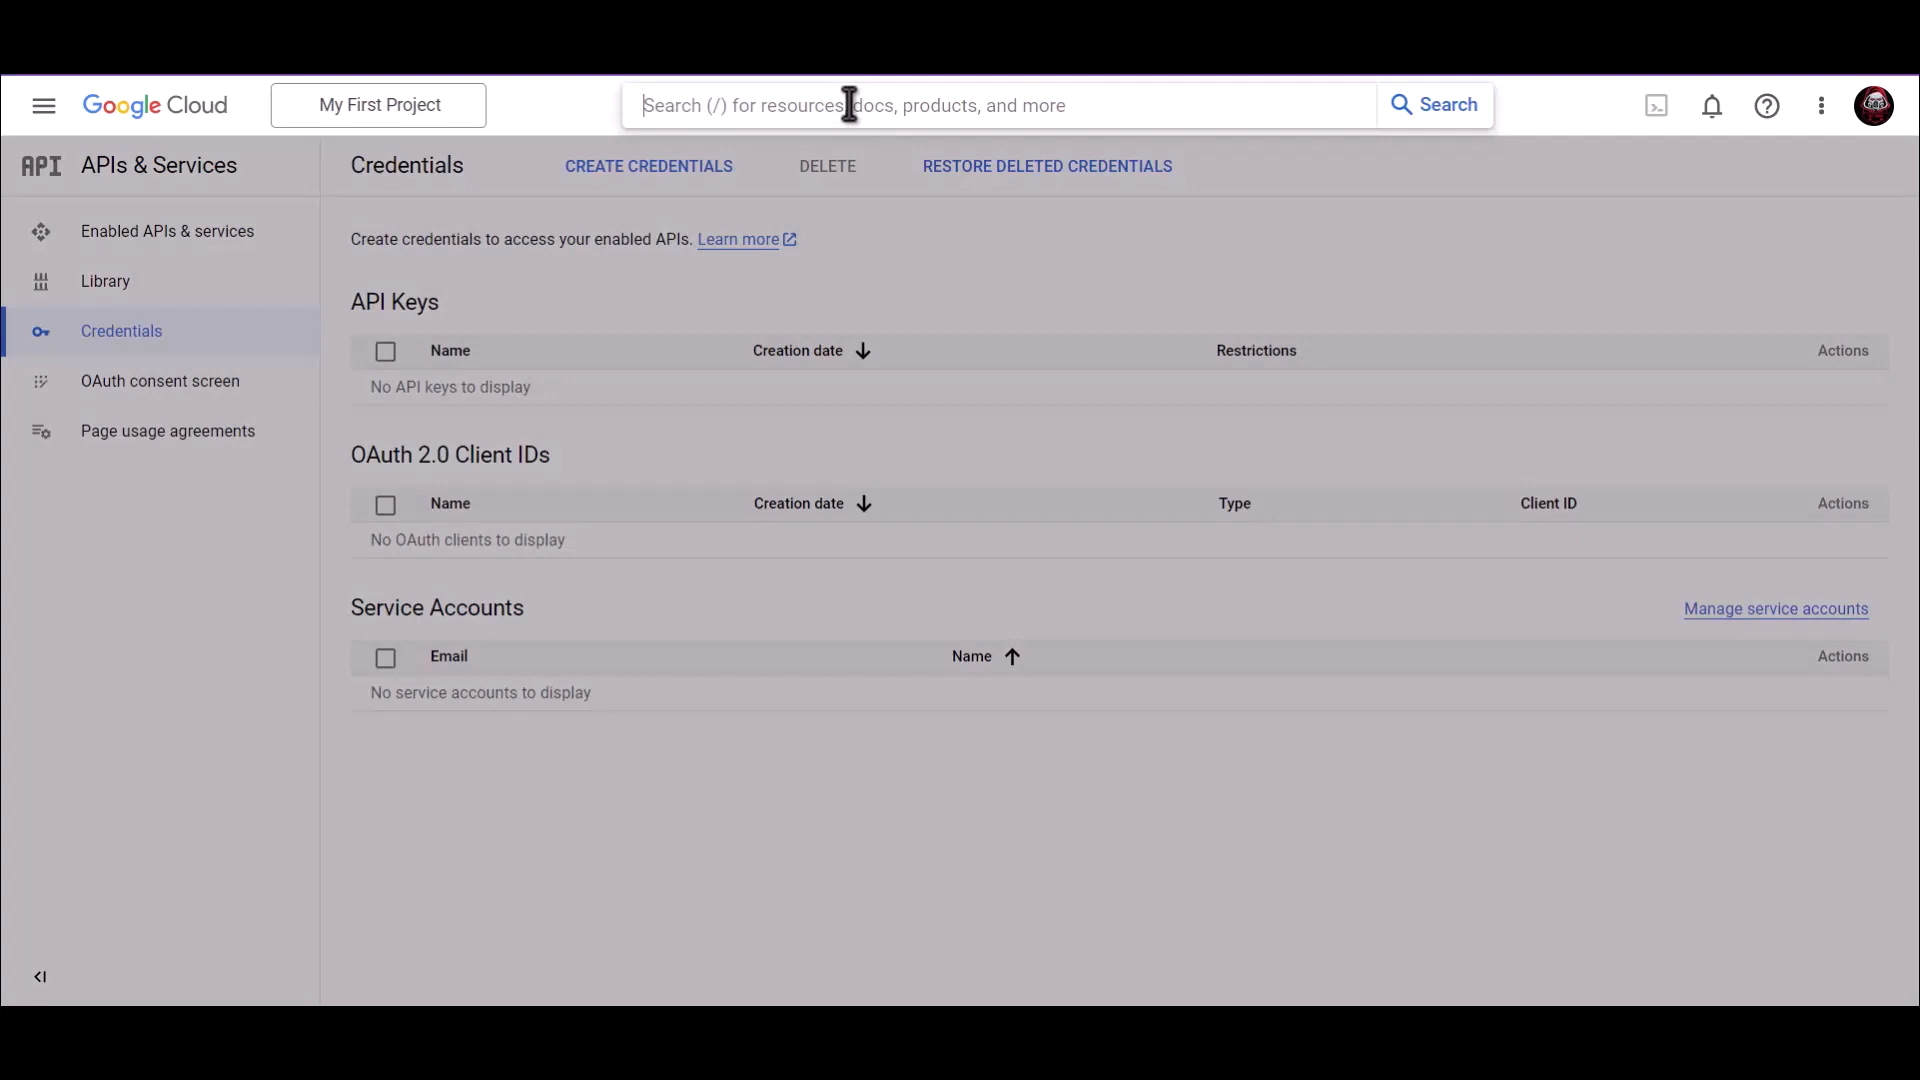 Google Cloud
My First Project
Search (/) for resources, docs, products, and more
Search
API APIs & Services
Credentials
CREATE CREDENTIALS
DELETE
RESTORE DELETED CREDENTIALS
Enabled APIs & services
Library
Credentials
OAuth consent screen
Page usage agreements
Create credentials to access your enabled APIs. Learn more
API Keys
Name Creation date Restrictions Actions
No API keys to display
OAuth 2.0 Client IDs
Name Creation date Type Client ID Actions
No OAuth clients to display
Service Accounts
Manage service accounts
Email Name Actions
No service accounts to display